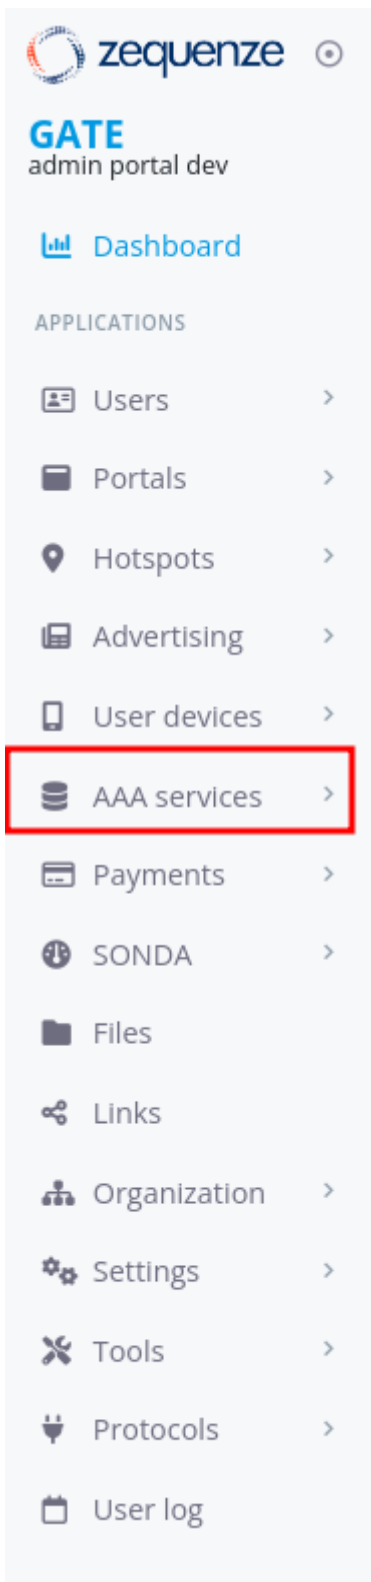 zequenze
GATE
admin portal dev
Dashboard
APPLICATIONS
Users
Portals
Hotspots
Advertising
User devices
AAA services
Payments
SONDA
Files
Links
Organization
Settings
Tools
Protocols
User log